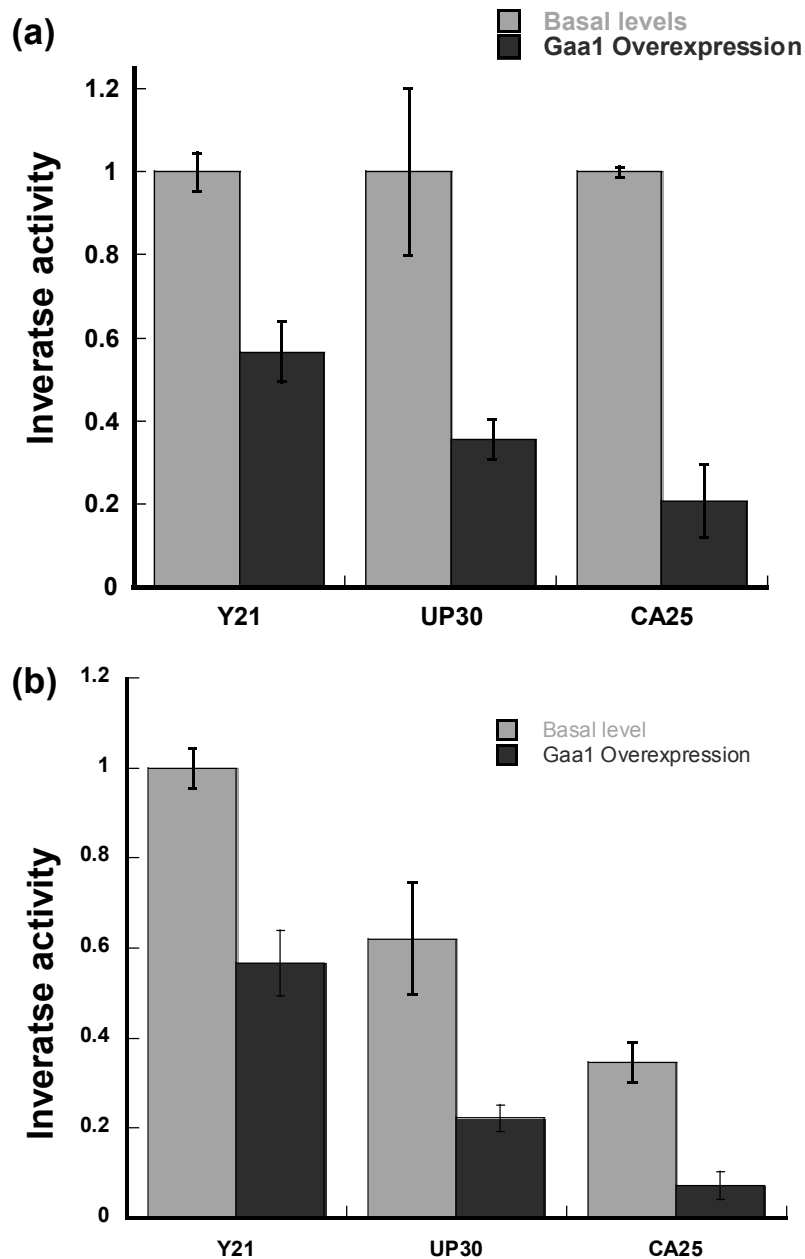 (a)
Basal levels
Gaa1 Overexpression
Inveratse activity
1.2
1
0.8
0.6
0.4
0.2
0
Y21 UP30 CA25
(b)
Basal level
Gaa1 Overexpression
Inveratse activity
1.2
1
0.8
0.6
0.4
0.2
0
Y21 UP30 CA25